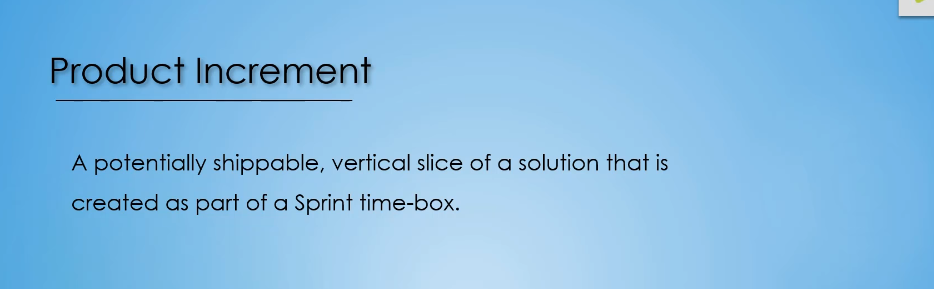 Product Increment
A potentially shippable, vertical slice of a solution that is
created as part of a Sprint time-box.